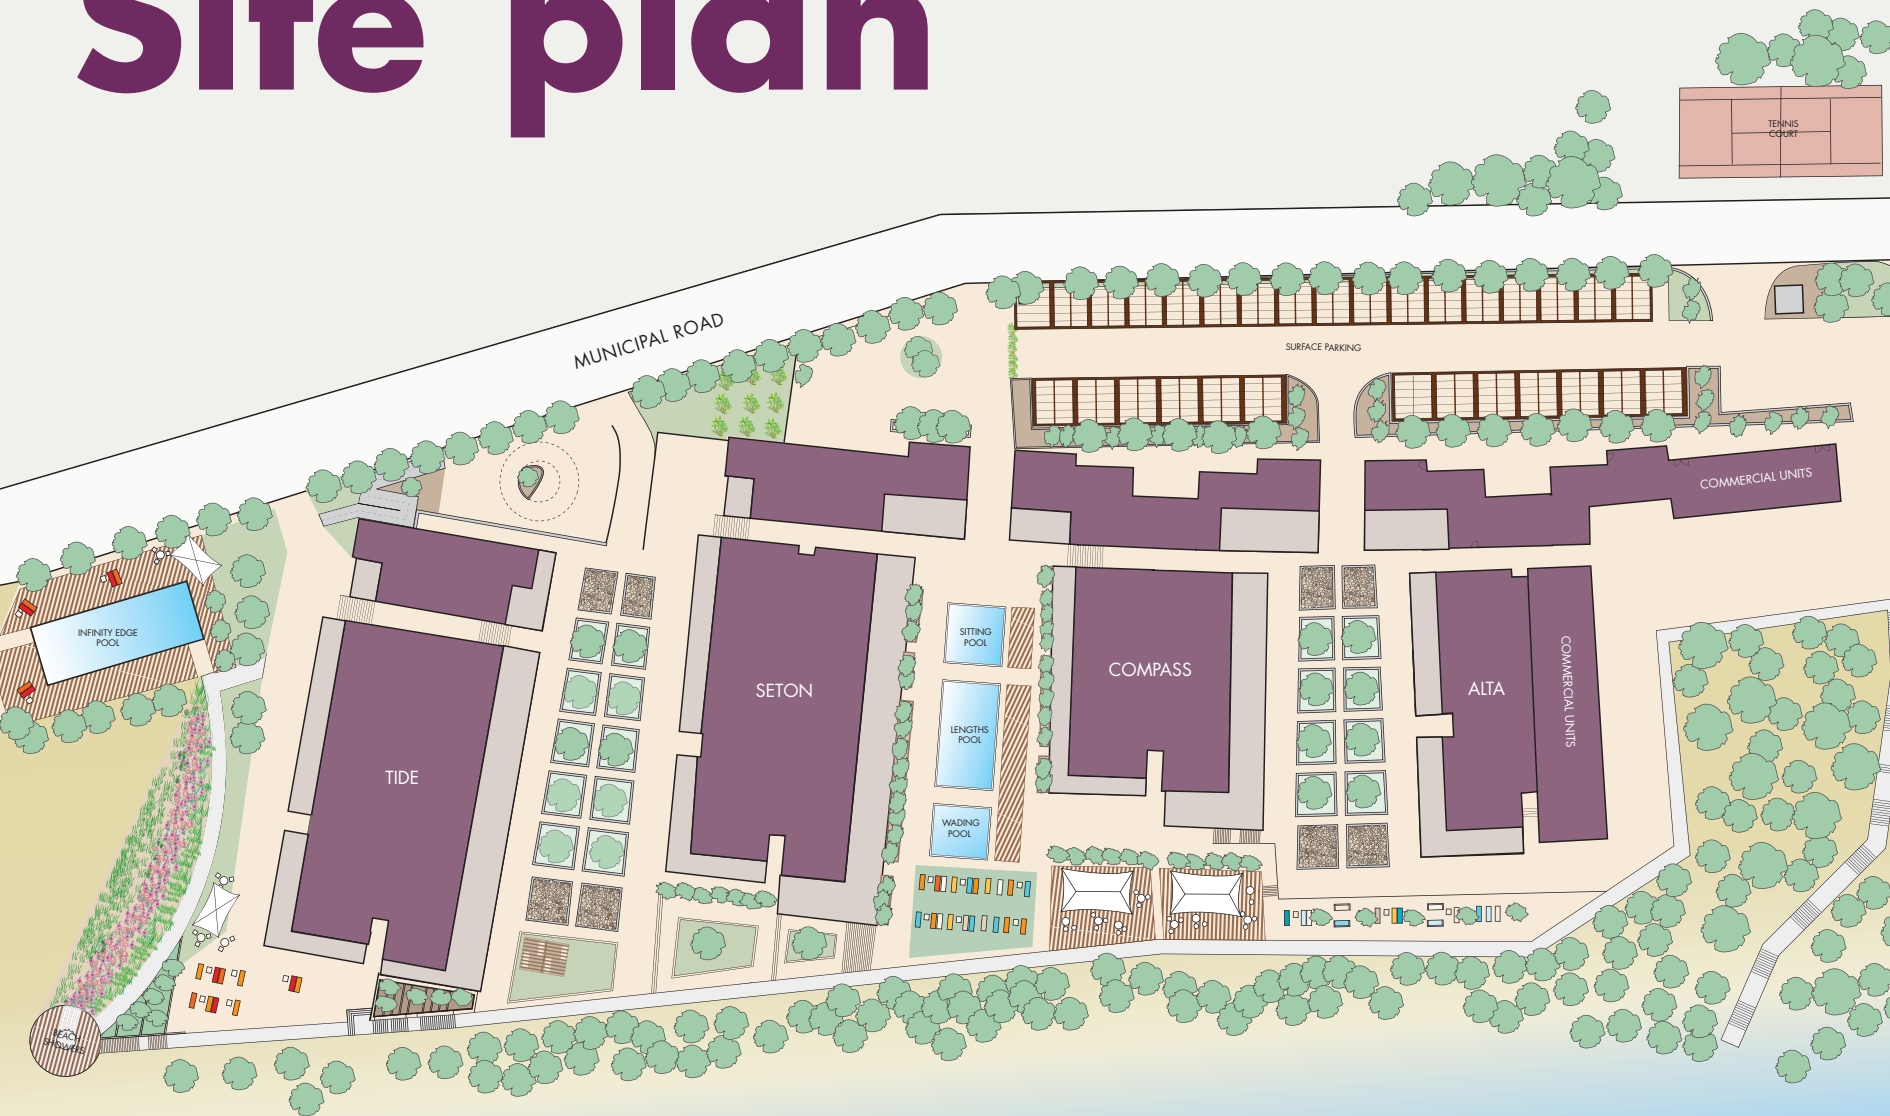 Site plan
TENNIS
COURT
MUNICIPAL ROAD
SURFACE PARKING
COMMERCIAL UNITS
INFINITY EDGE
POOL
SITTING
POOL
COMPASS
SETON
ALTA
COMMERCIAL UNITS
LENGTHS
POOL
TIDE
WADING
POOL
BEACH
SHOWERS